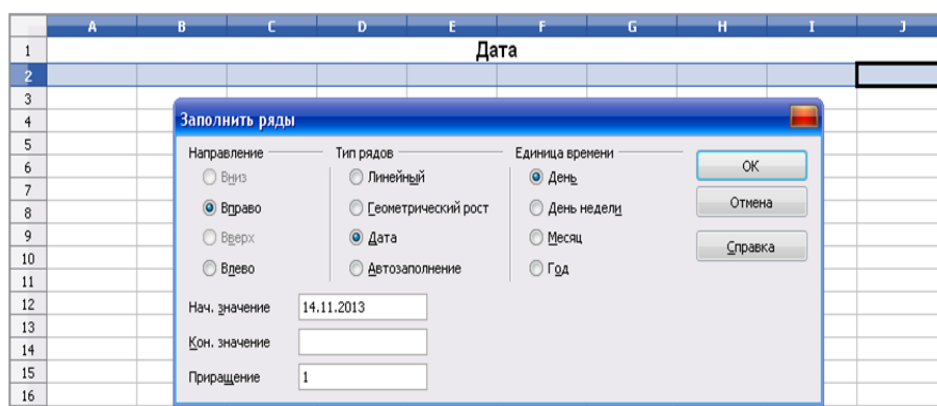 A B C D E F G H I J
1 Дата
2
3
4 Заполнить ряды
5 Направление Тип рядов Единица времени
6 Вниз Линейный День ОК
7
8 Вправо Геометрический рост День недели Отмена
9 Вверх Дата Месяц Справка
10
11 Влево Автозаполнение Год
12 Нач. значение 14.11.2013
13
14 Кон. значение
15 Приращение 1
16